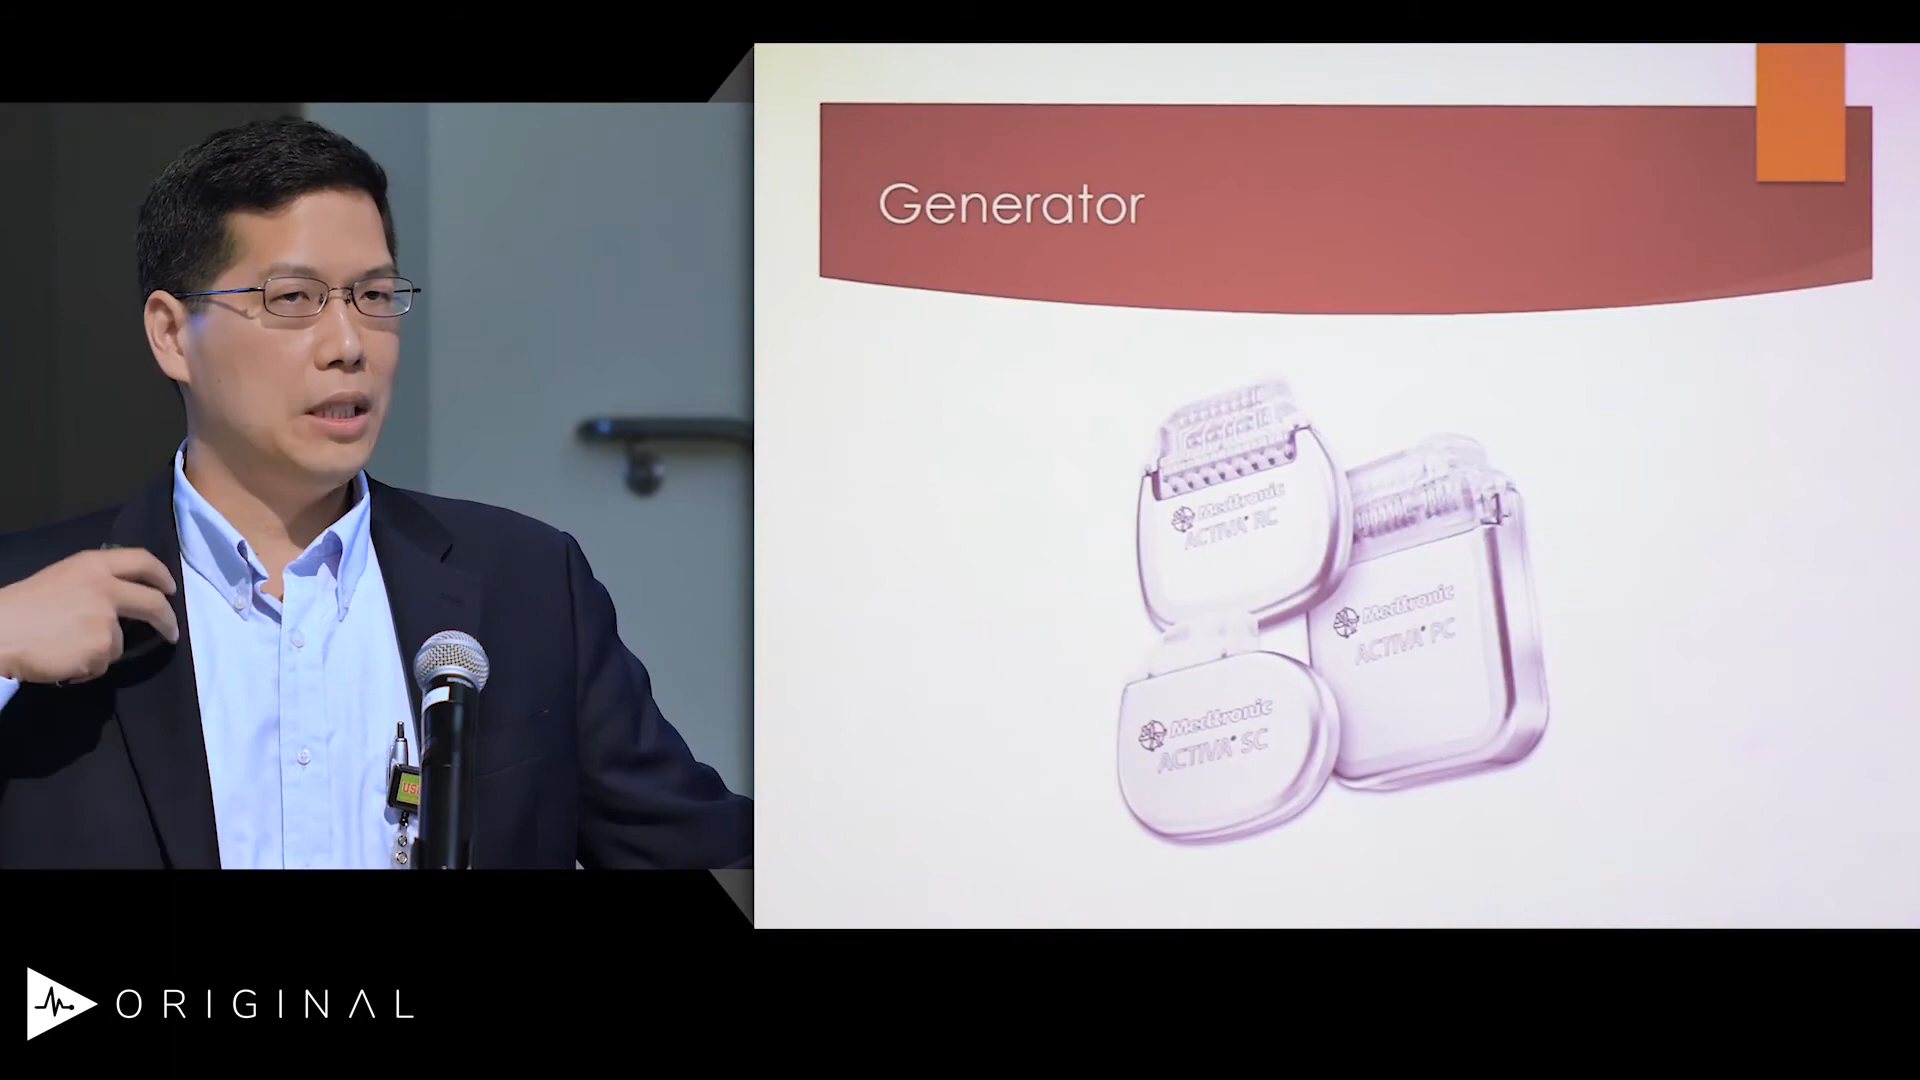 Generator
Medtronic
ACTIVA® RC
Medtronic
ACTIVA® PC
Medtronic
ACTIVA® SC
ORIGINAL